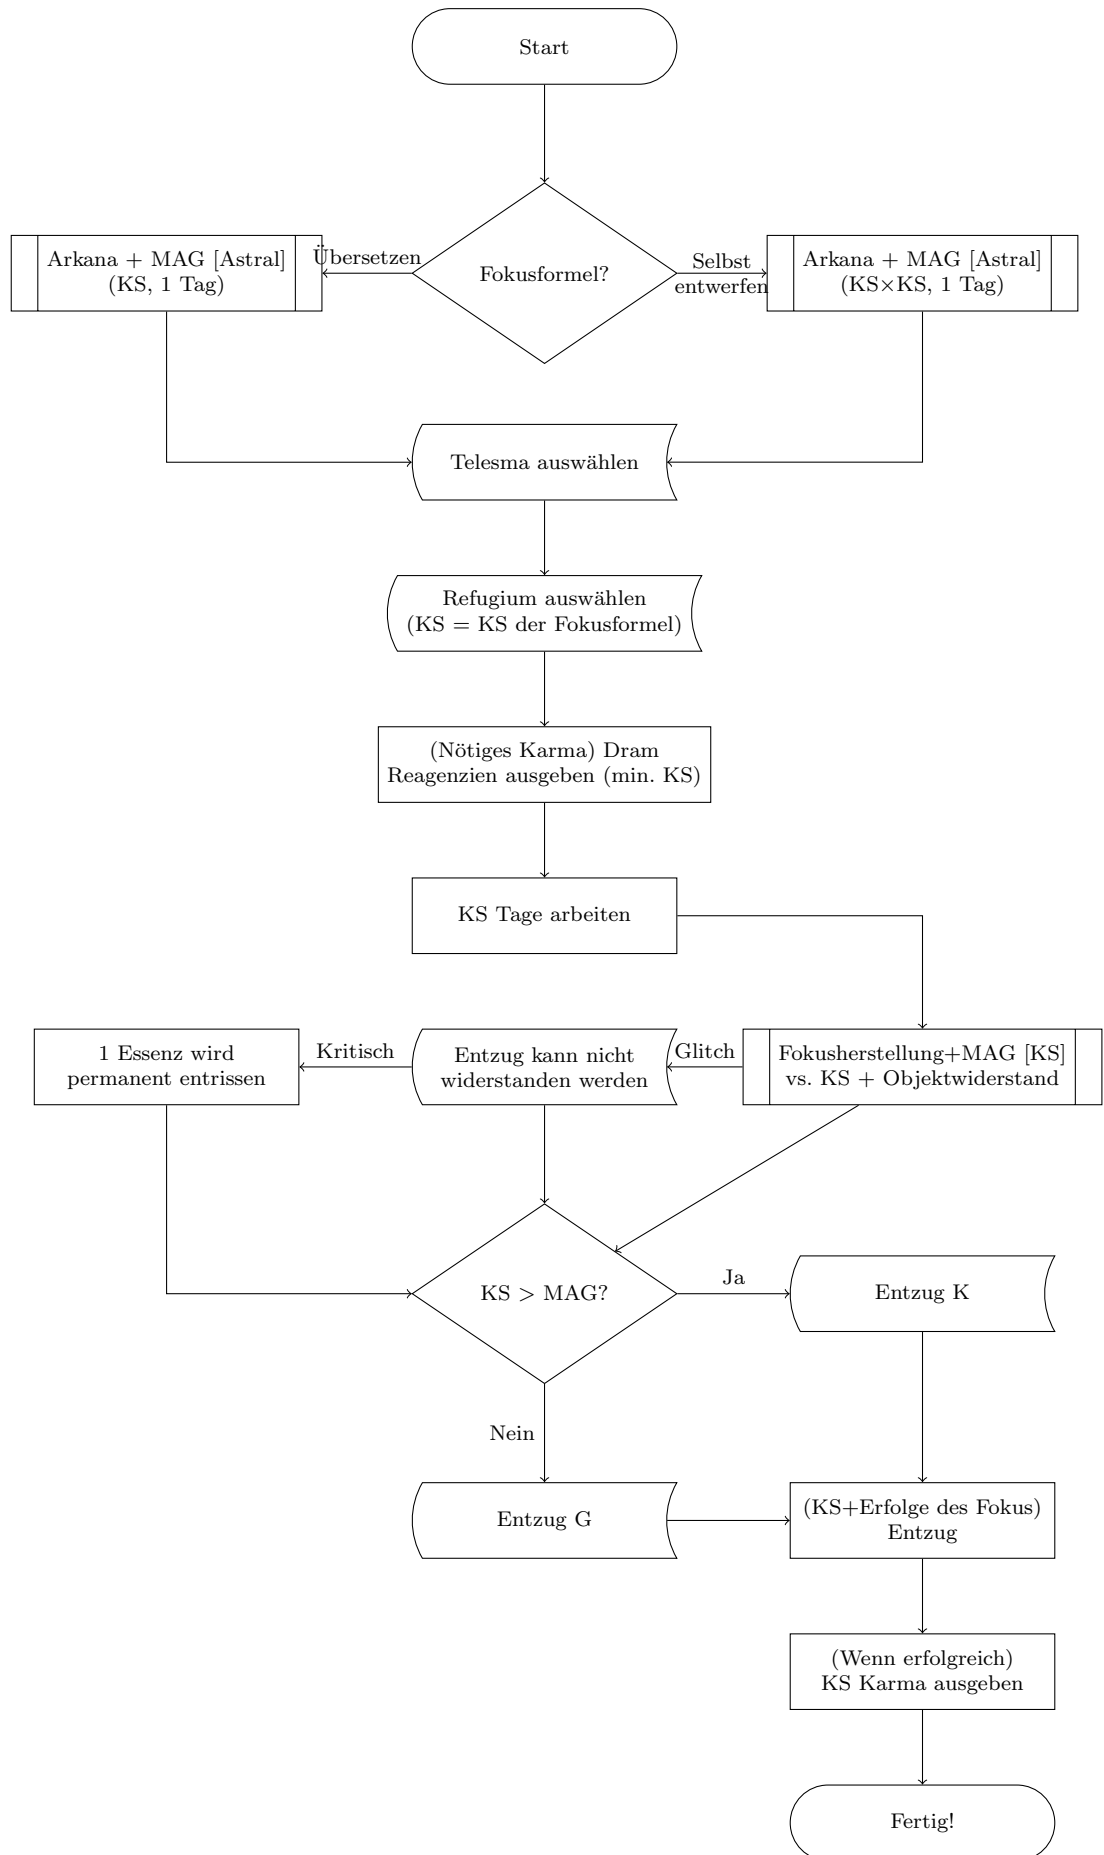 Start
Übersetzen
Arkana + MAG [Astral]
(KS, 1 Tag)
Fokusformel?
Selbst
entwerfen
Arkana + MAG [Astral]
(KS×KS, 1 Tag)
Telesma auswählen
Refugium auswählen
(KS = KS der Fokusformel)
(Nötiges Karma) Dram
Reagenzien ausgeben (min. KS)
KS Tage arbeiten
1 Essenz wird
permanent entrissen
Kritisch
Entzug kann nicht
widerstanden werden
Glitch
Fokusherstellung+MAG [KS]
vs. KS + Objektwiderstand
KS > MAG?
Ja
Entzug K
Nein
Entzug G
(KS+Erfolge des Fokus)
Entzug
(Wenn erfolgreich)
KS Karma ausgeben
Fertig!